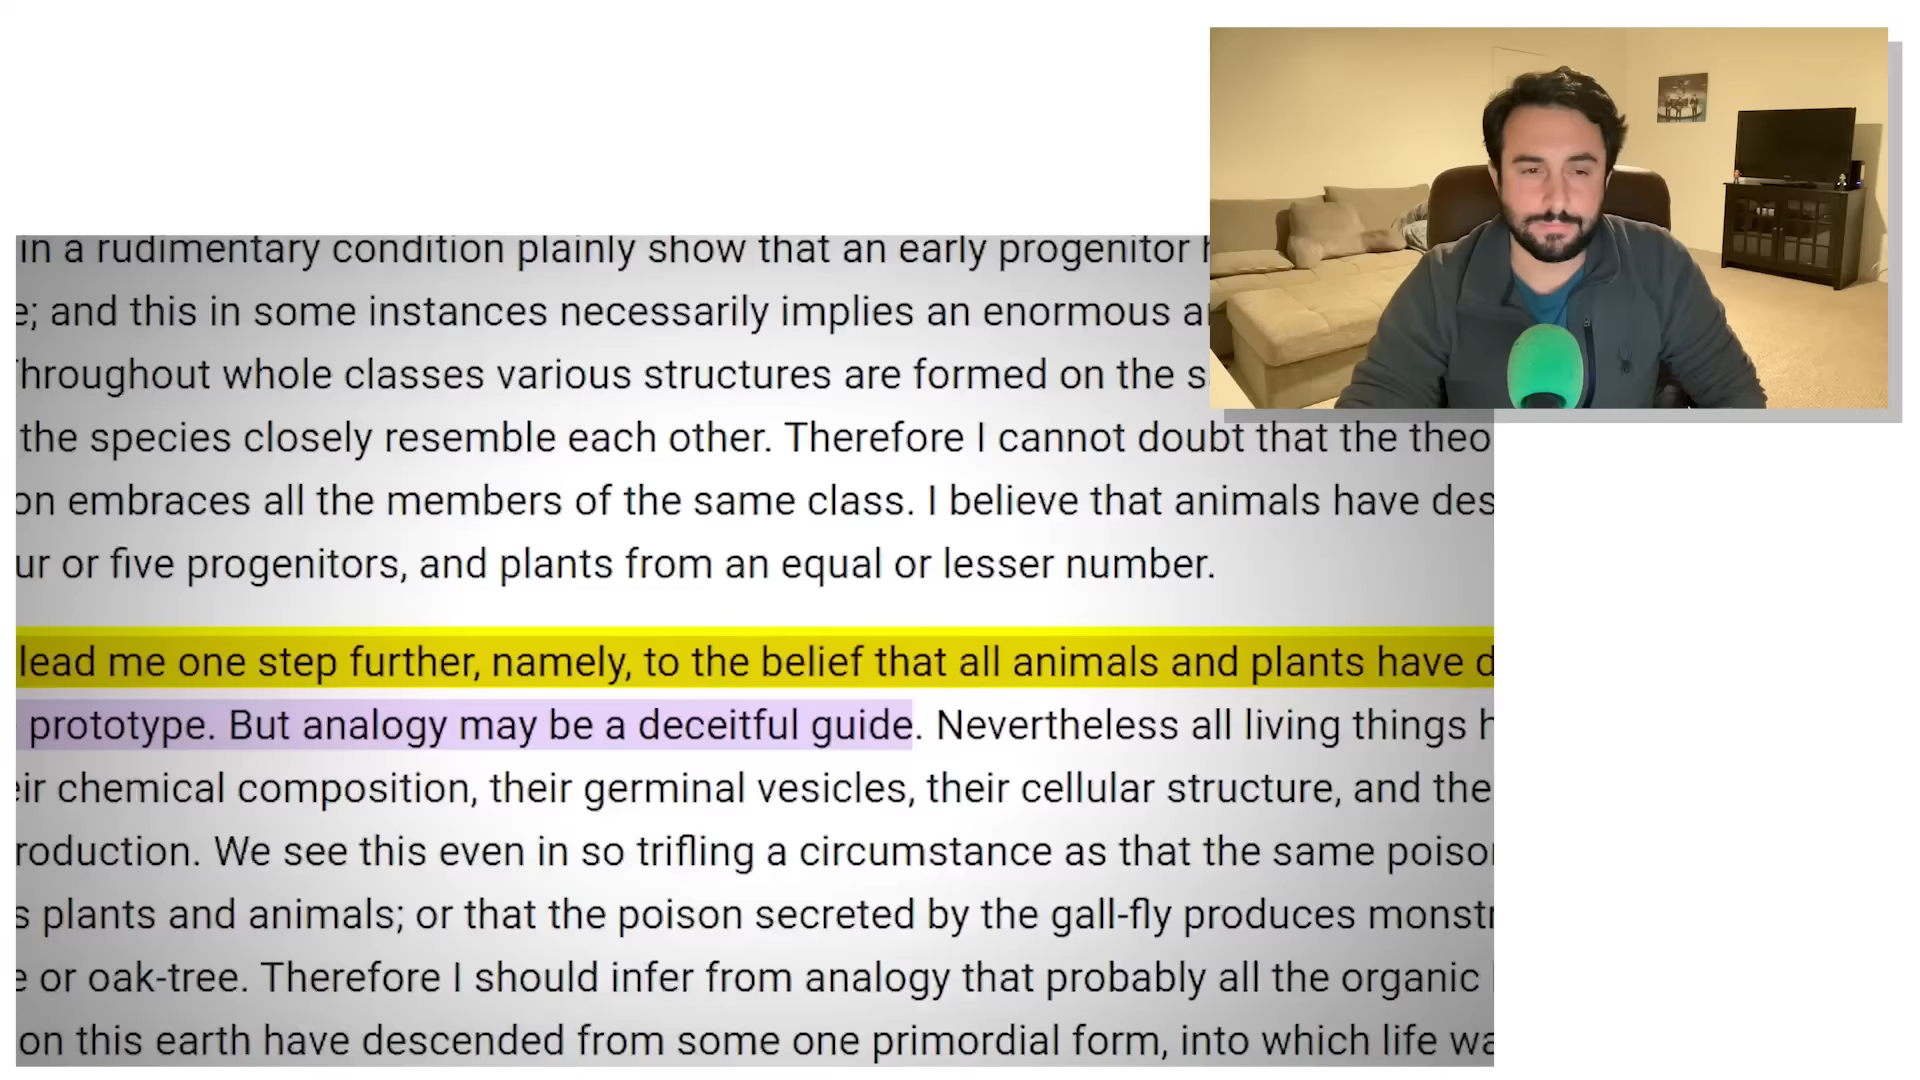 in a rudimentary condition plainly show that an early progenitor
and this in some instances necessarily implies an enormous
hroughout whole classes various structures are formed on the s
the species closely resemble each other. Therefore I cannot doubt that the theo
on embraces all the members of the same class. I believe that animals have des
ur or five progenitors, and plants from an equal or lesser number.
lead me one step further, namely, to the belief that all animals and plants have d
prototype. But analogy may be a deceitful guide. Nevertheless all living things h
eir chemical composition, their germinal vesicles, their cellular structure, and the
roduction. We see this even in so trifling a circumstance as that the same poiso
s plants and animals; or that the poison secreted by the gall-fly produces monstr
e or oak-tree. Therefore I should infer from analogy that probably all the organic
on this earth have descended from some one primordial form, into which life wa